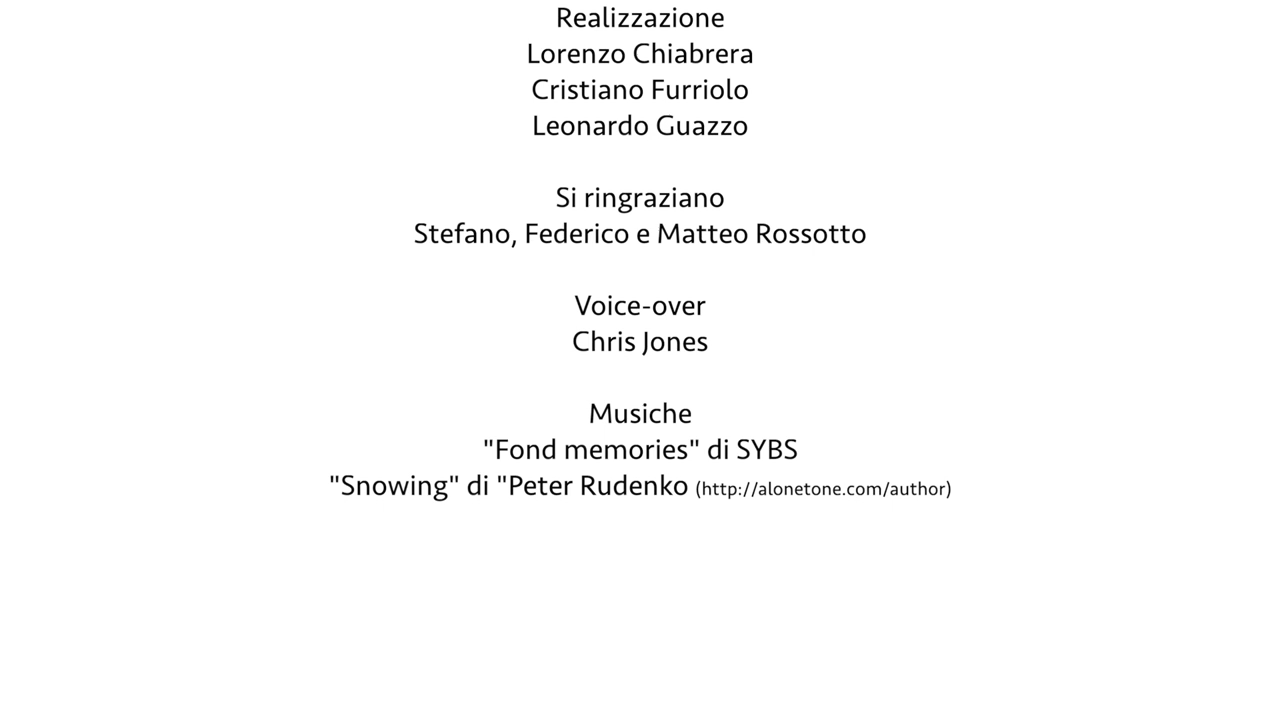 Realizzazione
Lorenzo Chiabrera
Cristiano Furriolo
Leonardo Guazzo
Si ringraziano
Stefano, Federico e Matteo Rossotto
Voice-over
Chris Jones
Musiche
"Fond memories" di SYBS
"Snowing" di "Peter Rudenko (http://alonetone.com/author)